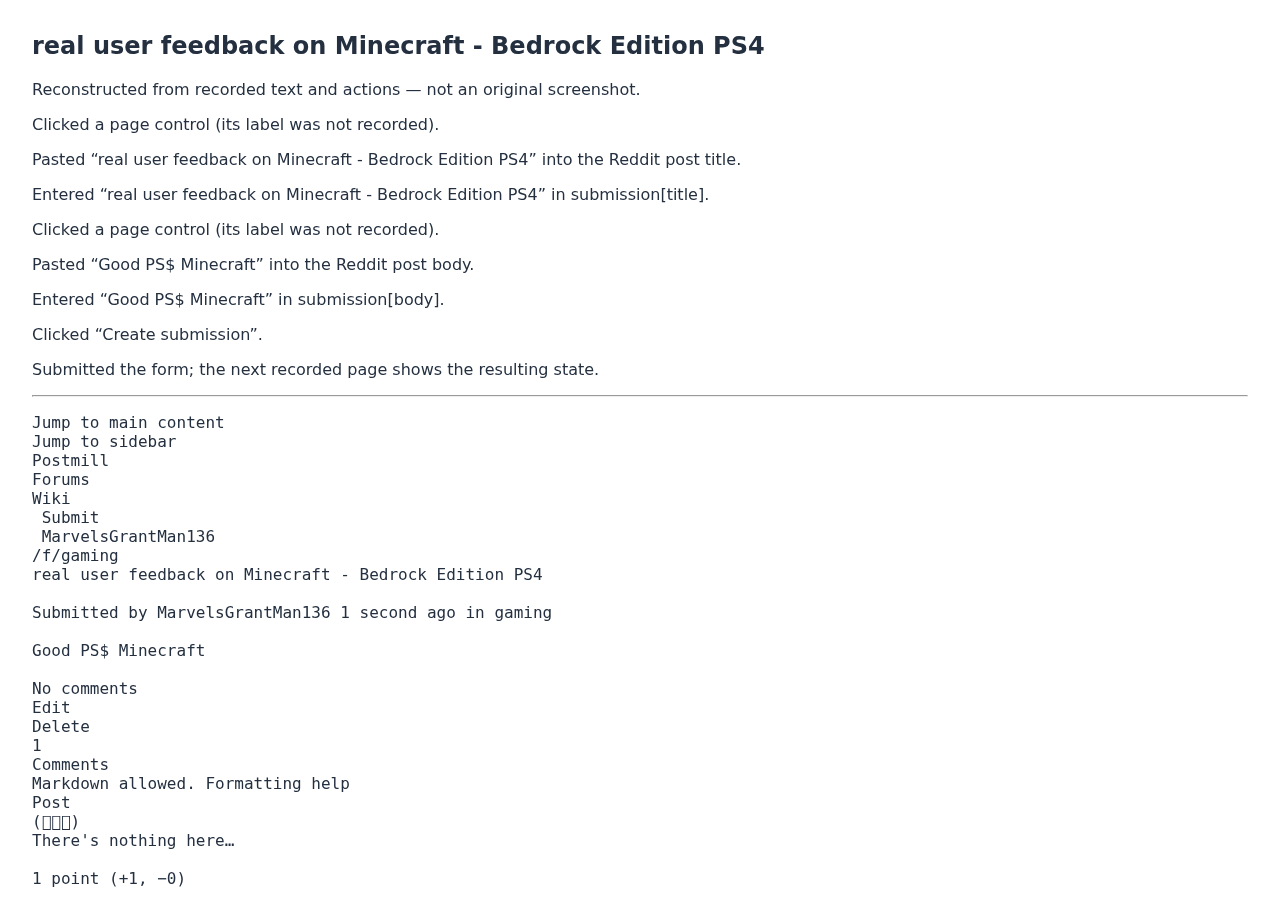 real user feedback on Minecraft - Bedrock Edition PS4
Reconstructed from recorded text and actions — not an original screenshot.
Clicked a page control (its label was not recorded).
Pasted “real user feedback on Minecraft - Bedrock Edition PS4” into the Reddit post title.
Entered “real user feedback on Minecraft - Bedrock Edition PS4” in submission[title].
Clicked a page control (its label was not recorded).
Pasted “Good PS$ Minecraft” into the Reddit post body.
Entered “Good PS$ Minecraft” in submission[body].
Clicked “Create submission”.
Submitted the form; the next recorded page shows the resulting state.
Jump to main content
Jump to sidebar
Postmill
Forums
Wiki
Submit
MarvelsGrantMan136
/f/gaming
real user feedback on Minecraft - Bedrock Edition PS4
Submitted by MarvelsGrantMan136 1 second ago in gaming
Good PS$ Minecraft
No comments
Edit
Delete
1
Comments
Markdown allowed. Formatting help
Post
(□□□)
There's nothing here…
1 point (+1, −0)